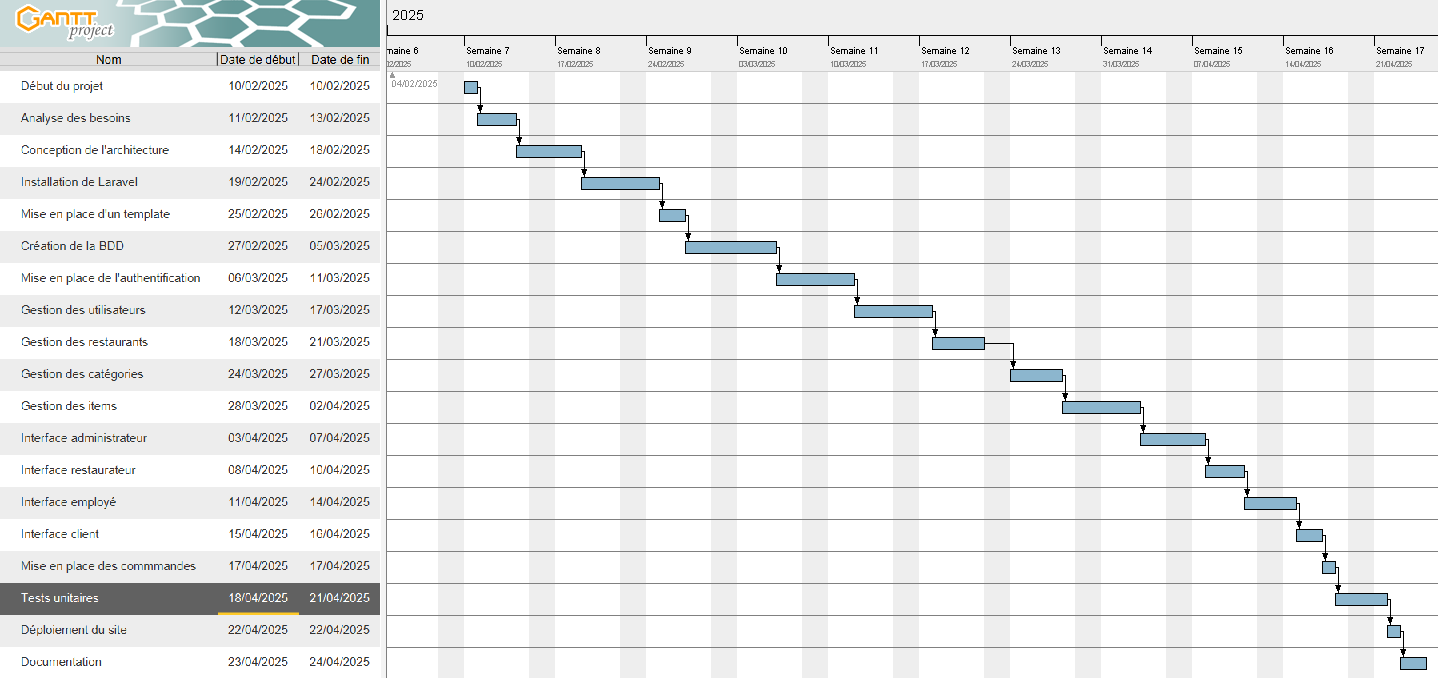 GANTT
project
2025
maine 6 Semaine 7 Semaine 8 Semaine 9 Semaine 10 Semaine 11 Semaine 12 Semaine 13 Semaine 14 Semaine 15 Semaine 16 Semaine 17
02/2025 10/02/2025 17/02/2025 24/02/2025 03/03/2025 10/03/2025 17/03/2025 24/03/2025 31/03/2025 07/04/2025 14/04/2025 21/04/2025
Nom Date de début Date de fin
04/02/2025
Début du projet 10/02/2025 10/02/2025
Analyse des besoins 11/02/2025 13/02/2025
Conception de l'architecture 14/02/2025 18/02/2025
Installation de Laravel 19/02/2025 24/02/2025
Mise en place d'un template 25/02/2025 26/02/2025
Création de la BDD 27/02/2025 05/03/2025
Mise en place de l'authentification 06/03/2025 11/03/2025
Gestion des utilisateurs 12/03/2025 17/03/2025
Gestion des restaurants 18/03/2025 21/03/2025
Gestion des catégories 24/03/2025 27/03/2025
Gestion des items 28/03/2025 02/04/2025
Interface administrateur 03/04/2025 07/04/2025
Interface restaurateur 08/04/2025 10/04/2025
Interface employé 11/04/2025 14/04/2025
Interface client 15/04/2025 16/04/2025
Mise en place des commmandes 17/04/2025 17/04/2025
Tests unitaires 18/04/2025 21/04/2025
Déploiement du site 22/04/2025 22/04/2025
Documentation 23/04/2025 24/04/2025